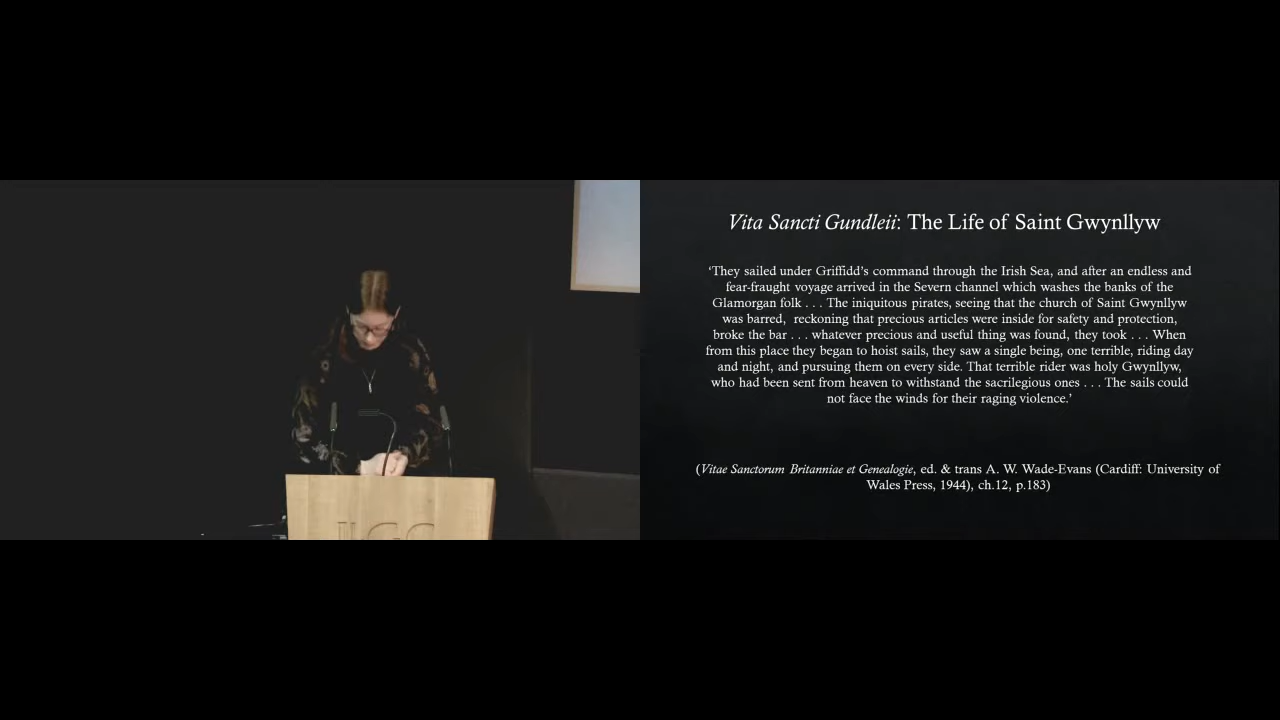 Vita Sancti Gundleii: The Life of Saint Gwynllyw
‘They sailed under Griffidd’s command through the Irish Sea, and after an endless and
fear-fraught voyage arrived in the Severn channel which washes the banks of the
Glamorgan folk . . . The iniquitous pirates, seeing that the church of Saint Gwynllyw
was barred, reckoning that precious articles were inside for safety and protection,
broke the bar . . . whatever precious and useful thing was found, they took . . . When
from this place they began to hoist sails, they saw a single being, one terrible, riding day
and night, and pursuing them on every side. That terrible rider was holy Gwynllyw,
who had been sent from heaven to withstand the sacrilegious ones . . . The sails could
not face the winds for their raging violence.’
(Vitae Sanctorum Britanniae et Genealogie, ed. & trans A. W. Wade-Evans (Cardiff: University of
Wales Press, 1944), ch.12, p.183)